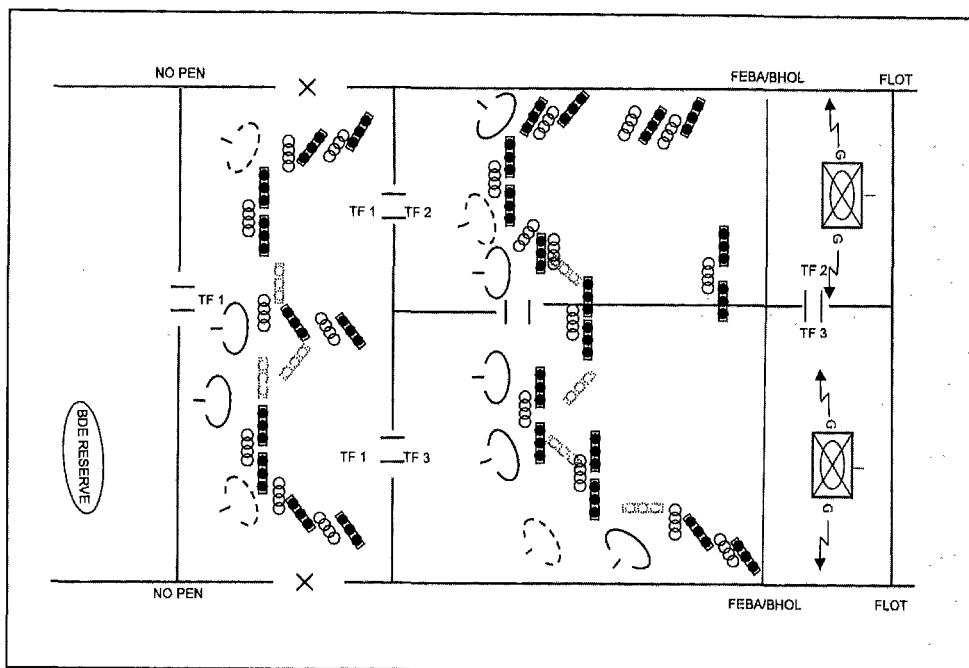 NO PEN
FEBA/BHOL
FLOT
G
G
TF 1
TF 2
TF 2
TF 1
TF 3
BDE RESERVE
TF 1
TF 3
G
G
NO PEN
FEBA/BHOL
FLOT